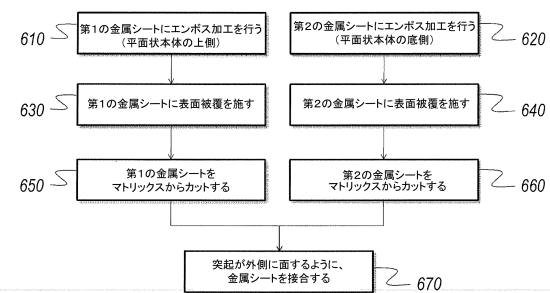 610
第1の金属シートにエンボス加工を行う
(平面状本体の上側)
第2の金属シートにエンボス加工を行う
(平面状本体の底側)
620
630
第1の金属シートに表面被覆を施す
第2の金属シートに表面被覆を施す
640
650
第1の金属シートを
マトリックスからカットする
第2の金属シートを
マトリックスからカットする
660
突起が外側に面するように、
金属シートを接合する
670